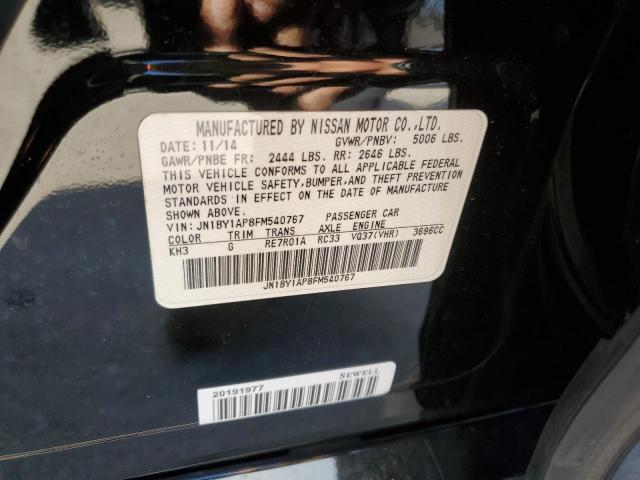 MANUFACTURED BY NISSAN MOTOR CO.,LTD.
DATE: 11/14 GVWR/PNBV: 5006 LBS.
GAWR/PNBE FR: 2444 LBS. RR: 2646 LBS.
THIS VEHICLE CONFORMS TO ALL APPLICABLE FEDERAL
MOTOR VEHICLE SAFETY, BUMPER, AND THEFT PREVENTION
STANDARDS IN EFFECT ON THE DATE OF MANUFACTURE
SHOWN ABOVE.
VIN: JN1BY1AP8FM540767 PASSENGER CAR
COLOR TRIM TRANS AXLE ENGINE
KH3 G RE7R01A RC33 VQ37(VHR) 3696CC
JN1BY1AP8FM540767
20191977 SEWELL